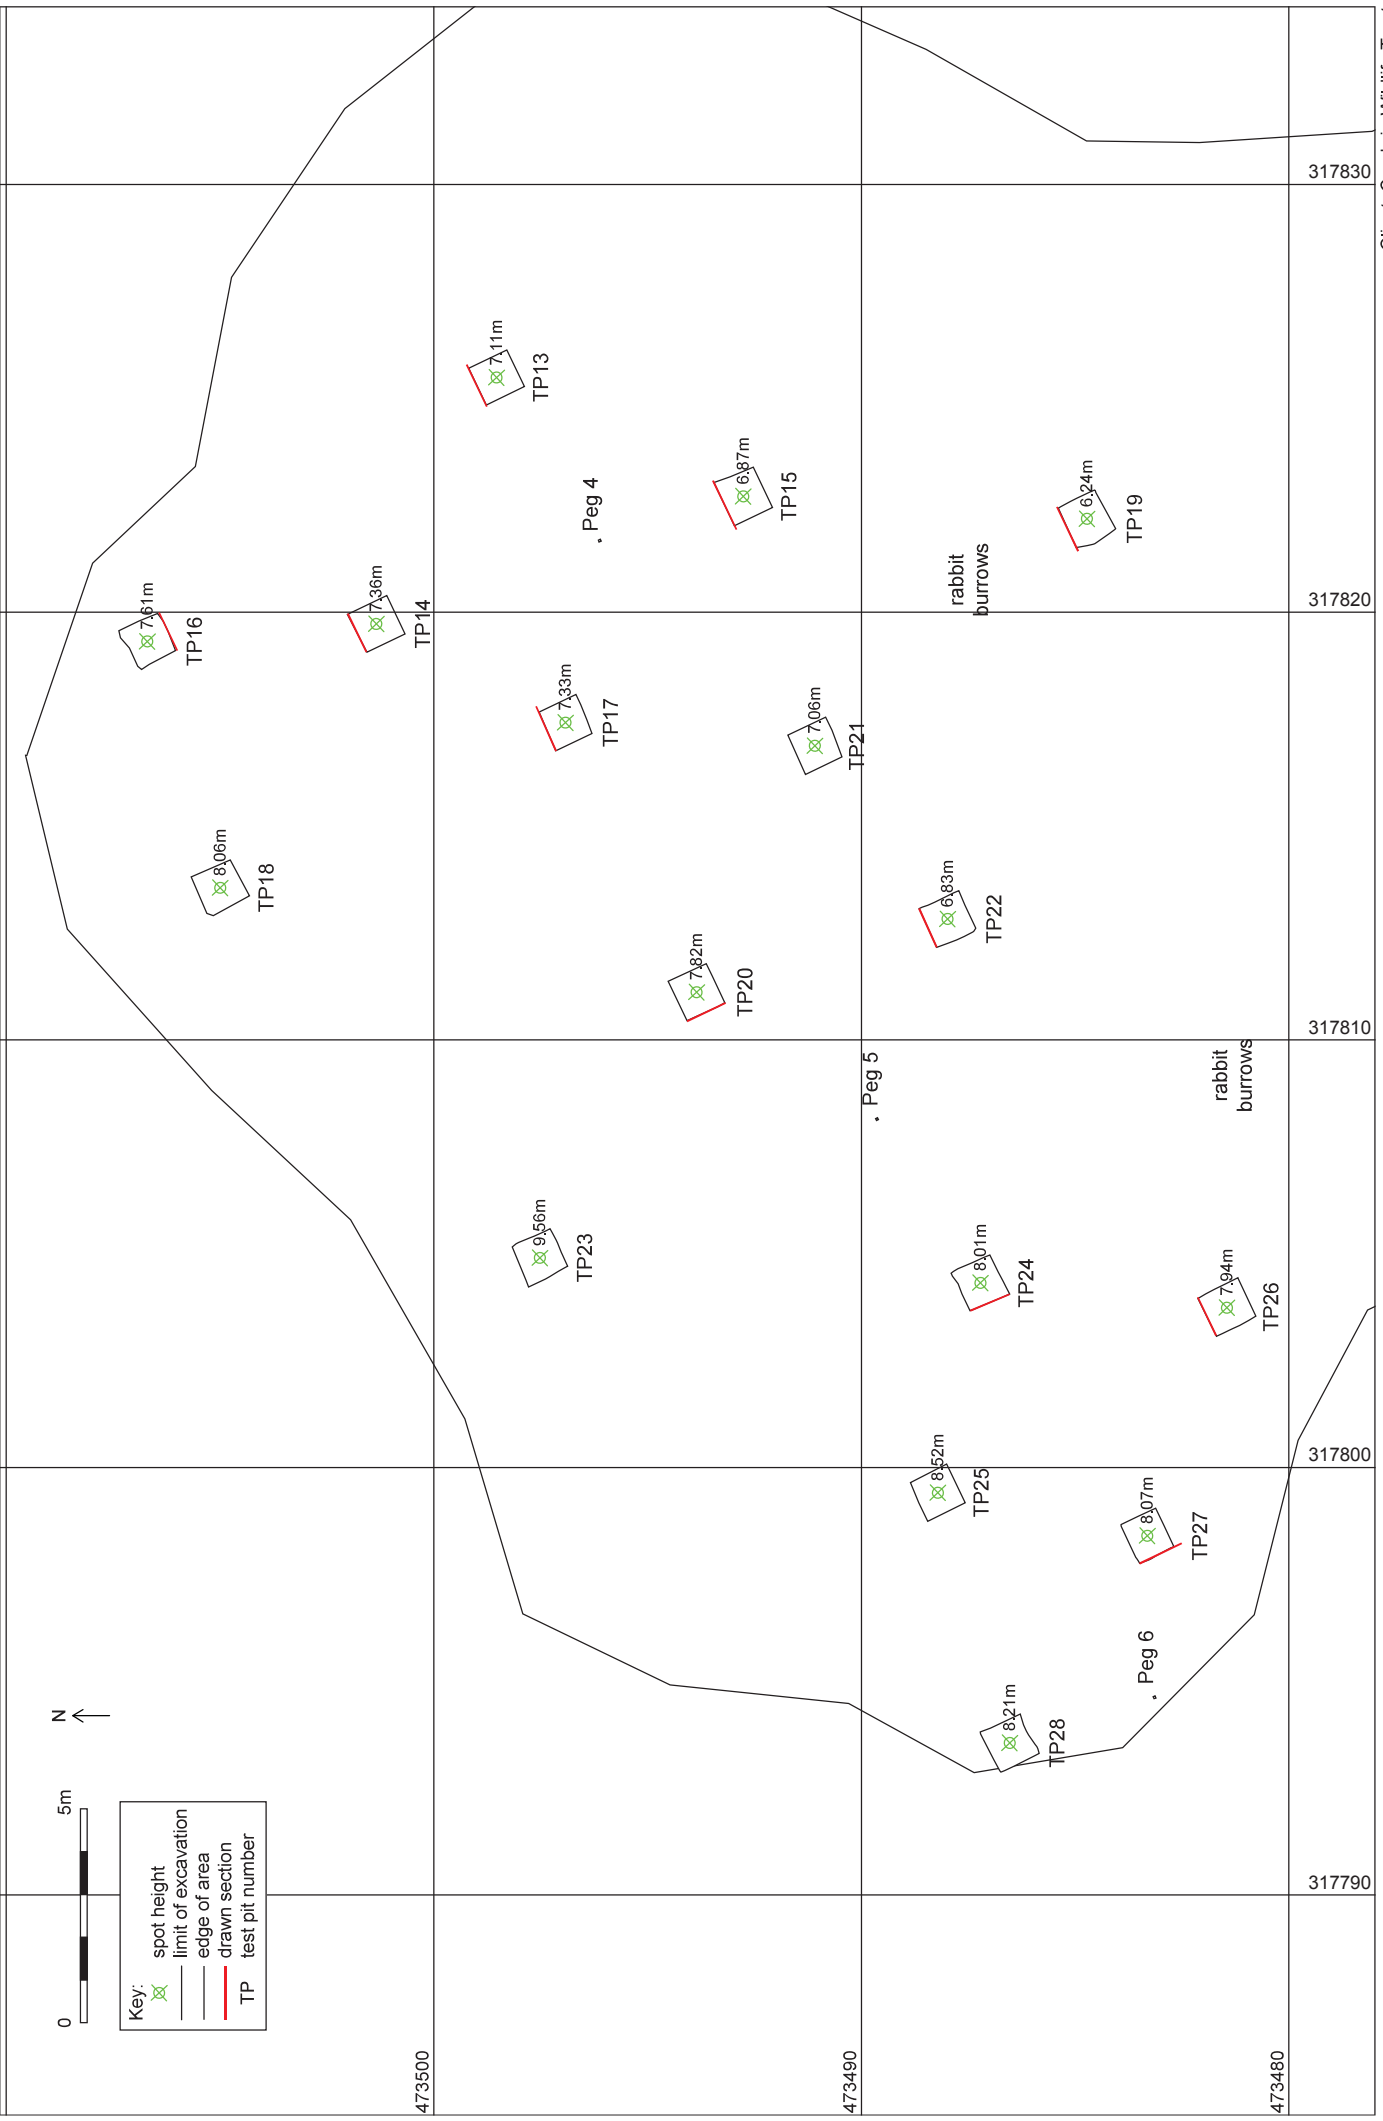 0
5m
N
Key:
spot height
limit of excavation
edge of area
drawn section
TP test pit number
473500
473490
473480
317790
317800
317810
317820
317830
7.61m
TP16
7.36m
TP14
7.11m
TP13
8.06m
TP18
7.33m
TP17
Peg 4
6.87m
TP15
7.06m
TP21
7.82m
TP20
6.83m
TP22
rabbit
burrows
6.24m
TP19
9.56m
TP23
Peg 5
8.01m
TP24
rabbit
burrows
7.94m
TP26
8.52m
TP25
8.07m
TP27
8.21m
TP28
Peg 6